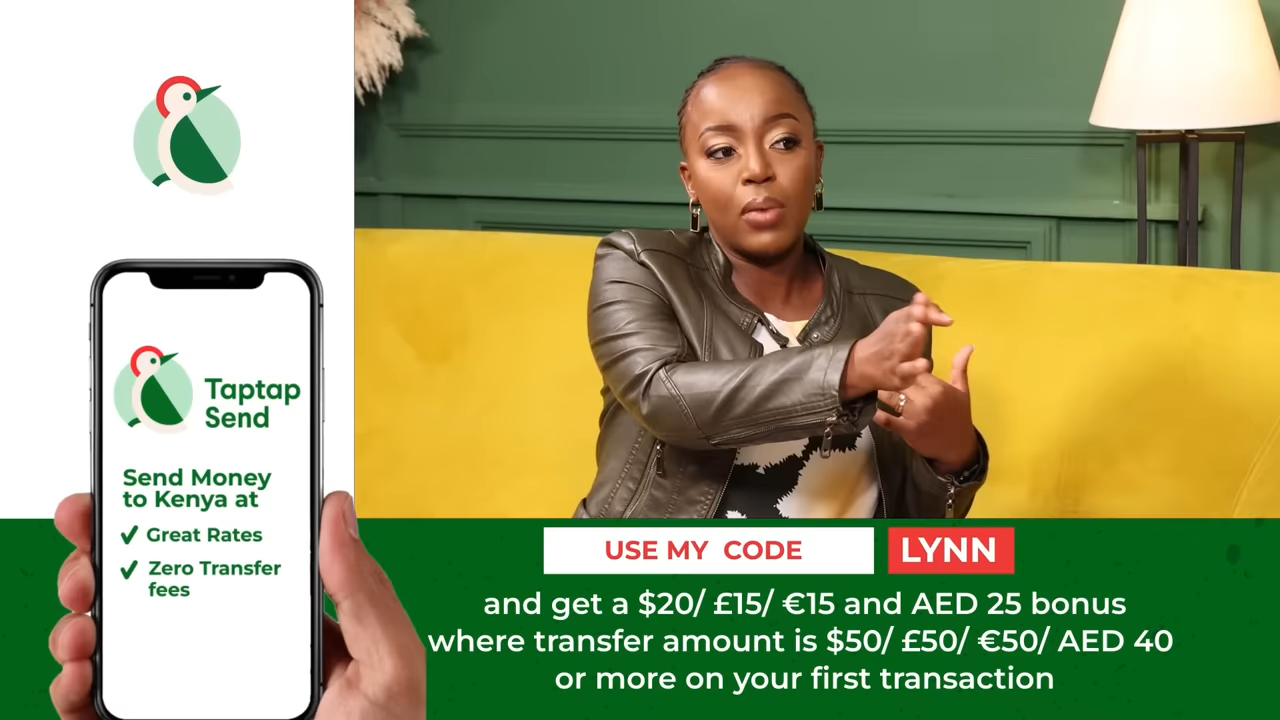 Taptap
Send
Send Money
to Kenya at
Great Rates
Zero Transfer
fees
USE MY CODE LYNN
and get a $20/ £15/ €15 and AED 25 bonus
where transfer amount is $50/ £50/ €50/ AED 40
or more on your first transaction